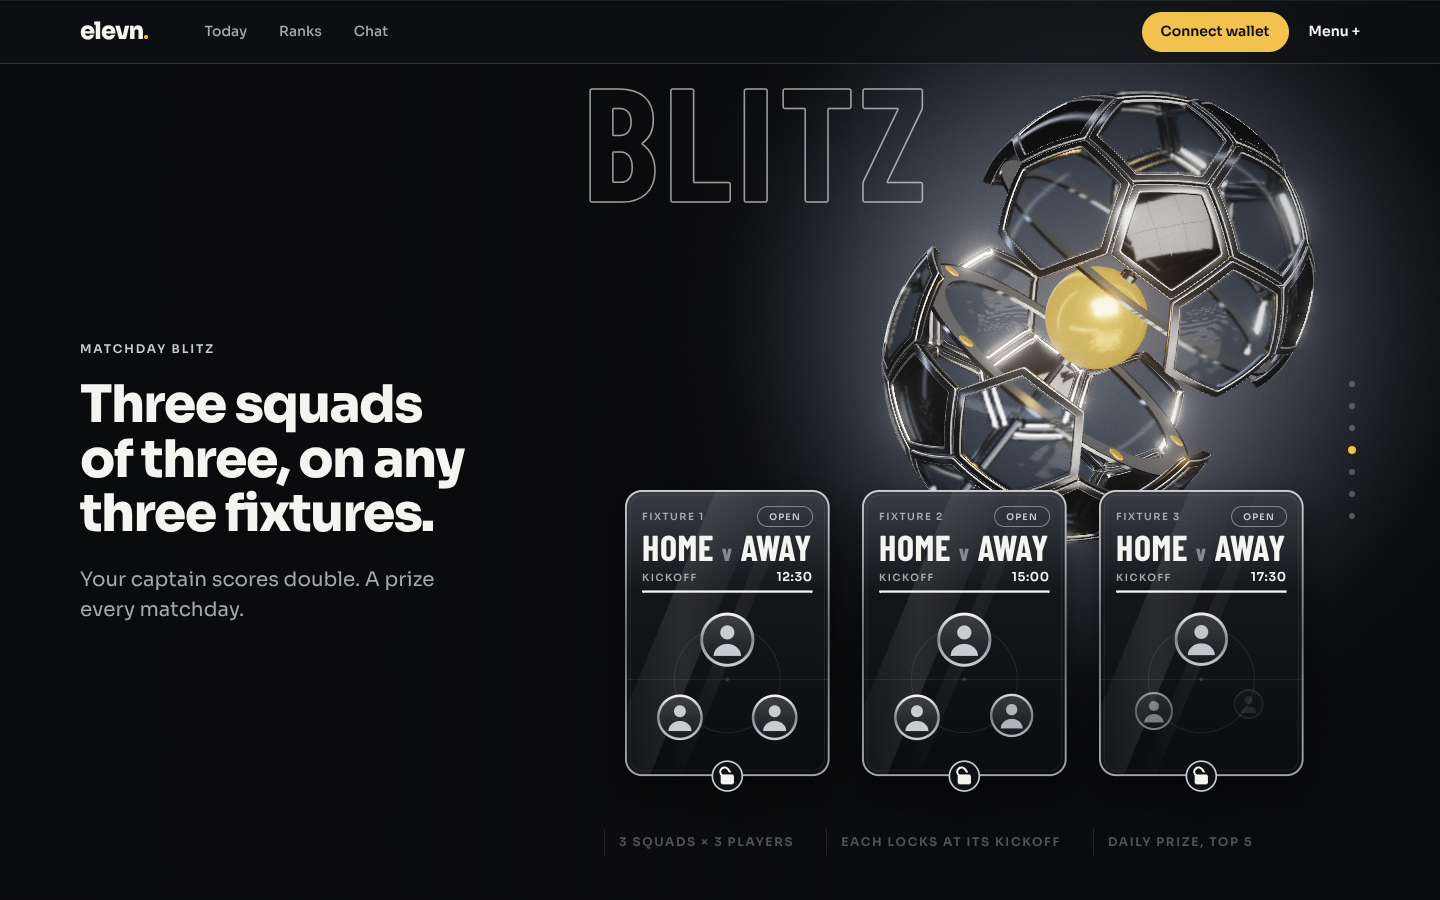 elevn.
Today
Ranks
Chat
Connect wallet
Menu +
BLITZ
MATCHDAY BLITZ
Three squads
of three, on any
three fixtures.
Your captain scores double. A prize
every matchday.
FIXTURE 1
OPEN
HOME v AWAY
KICKOFF
12:30
FIXTURE 2
OPEN
HOME v AWAY
KICKOFF
15:00
FIXTURE 3
OPEN
HOME v AWAY
KICKOFF
17:30
3 SQUADS × 3 PLAYERS
EACH LOCKS AT ITS KICKOFF
DAILY PRIZE, TOP 5